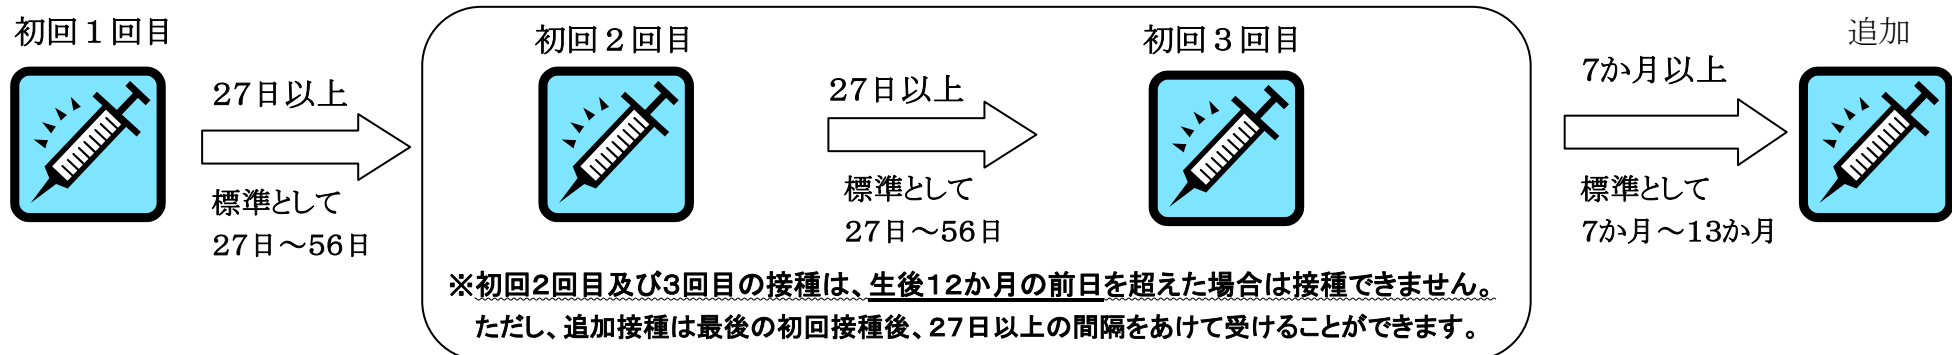 初回１回目
27日以上
標準として
27日～56日
初回２回目
27日以上
標準として
27日～56日
初回３回目
7か月以上
標準として
7か月～13か月
追加
※初回２回目及び３回目の接種は、生後１２か月の前日を超えた場合は接種できません。
ただし、追加接種は最後の初回接種後、２７日以上の間隔をあけて受けることができます。